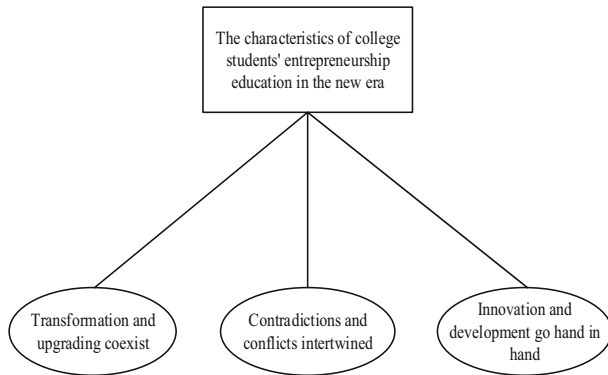 The characteristics of college
students' entrepreneurship
education in the new era
Transformation and
upgrading coexist
Contradictions and
conflicts intertwined
Innovation and
development go hand in
hand